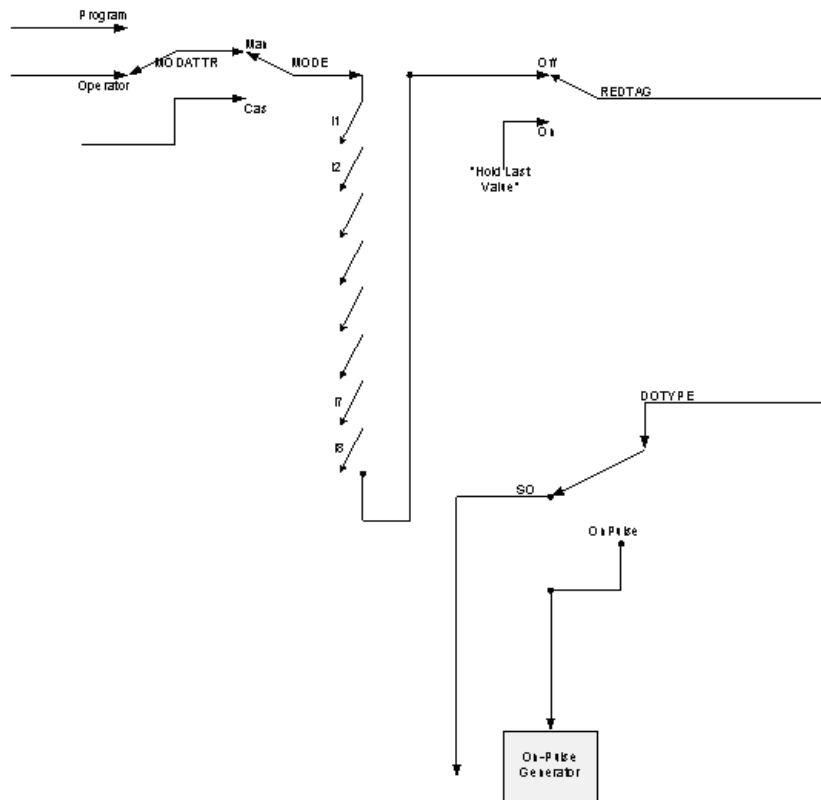 Program
Man
MODATTR
MODE
Operator
Cas
I1
I2
I7
I8
Off
REDTAG
On
"Hold Last
Value"
DOTYPE
SO
OnPulse
On-Pulse
Generator